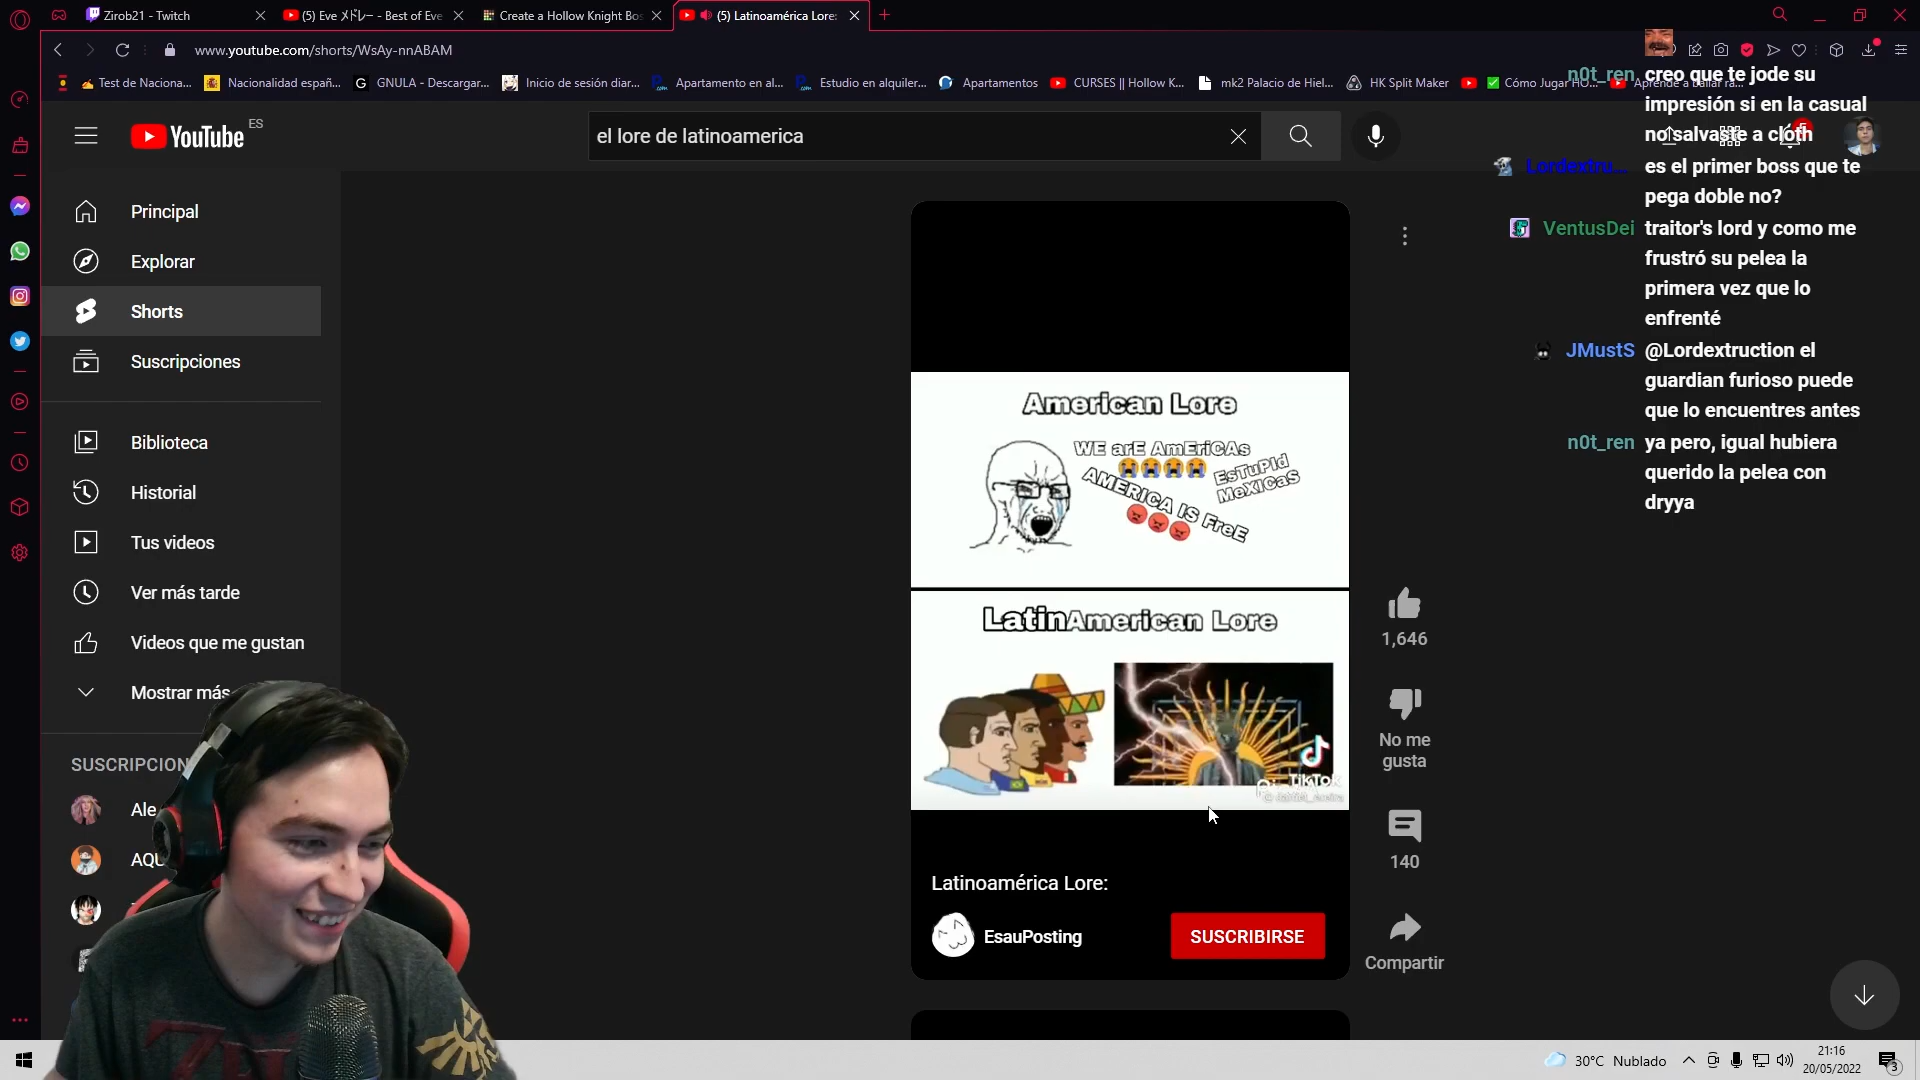 Zirob21 - Twitch
(5) Eve メドレー - Best of Eve
Create a Hollow Knight Bos
(5) Latinoamérica Lore:
www.youtube.com/shorts/WsAy-nnABAM
Test de Naciona...
Nacionalidad españ...
GNULA - Descargar...
Inicio de sesión diar...
Apartamento en al...
Estudio en alquiler...
Apartamentos
CURSES || Hollow K...
mk2 Palacio de Hiel...
HK Split Maker
Cómo Jugar HO...
Aprende a bailar ra...
YouTube ES
el lore de latinoamerica
Principal
Explorar
Shorts
Suscripciones
Biblioteca
Historial
Tus videos
Ver más tarde
Videos que me gustan
Mostrar más
SUSCRIPCION
Ale
AQU
American Lore
WE arE AmEriCAs
EsTuPId
MeXICaS
AMERICA IS FreE
LatinAmerican Lore
TikTok
Latinoamérica Lore:
EsauPosting
SUSCRIBIRSE
1,646
No me
gusta
140
Compartir
n0t_ren creo que te jode su
impresión si en la casual
no salvaste a cloth
Lordextru... es el primer boss que te
pega doble no?
VentusDei traitor's lord y como me
frustró su pelea la
primera vez que lo
enfrenté
JMustS @Lordextruction el
guardian furioso puede
que lo encuentres antes
n0t_ren ya pero, igual hubiera
querido la pelea con
dryya
30°C Nublado
21:16
20/05/2022
3